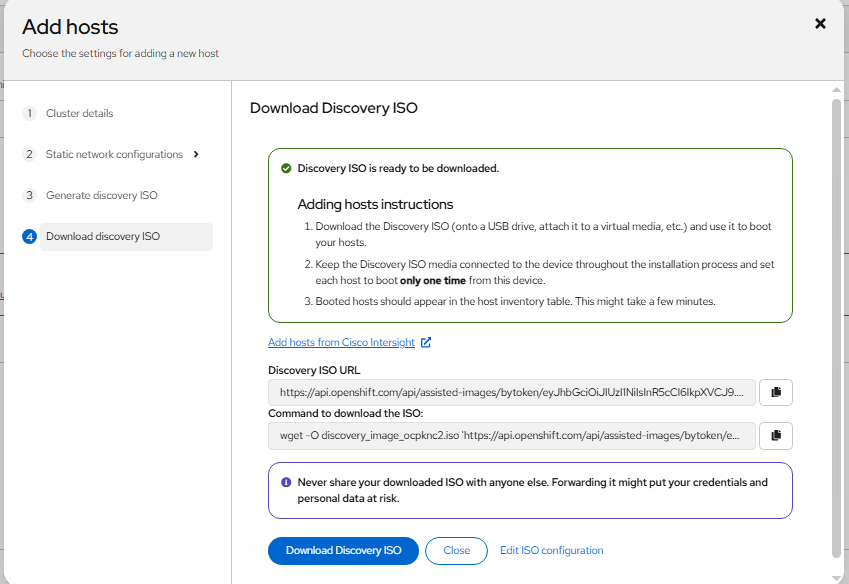 Add hosts
Choose the settings for adding a new host
1 Cluster details
2 Static network configurations
3 Generate discovery ISO
4 Download discovery ISO
Download Discovery ISO
Discovery ISO is ready to be downloaded.
Adding hosts instructions
1. Download the Discovery ISO (onto a USB drive, attach it to a virtual media, etc.) and use it to boot
your hosts.
2. Keep the Discovery ISO media connected to the device throughout the installation process and set
each host to boot only one time from this device.
3. Booted hosts should appear in the host inventory table. This might take a few minutes.
Add hosts from Cisco Intersight
Discovery ISO URL
https://api.openshift.com/api/assisted-images/bytoken/eyJhbGciOiJIUzI1NiIsInR5cCI6IkpXVCJ9....
Command to download the ISO:
wget -O discovery_image_ocpknc2.iso 'https://api.openshift.com/api/assisted-images/bytoken/e...
Never share your downloaded ISO with anyone else. Forwarding it might put your credentials and
personal data at risk.
Download Discovery ISO
Close
Edit ISO configuration